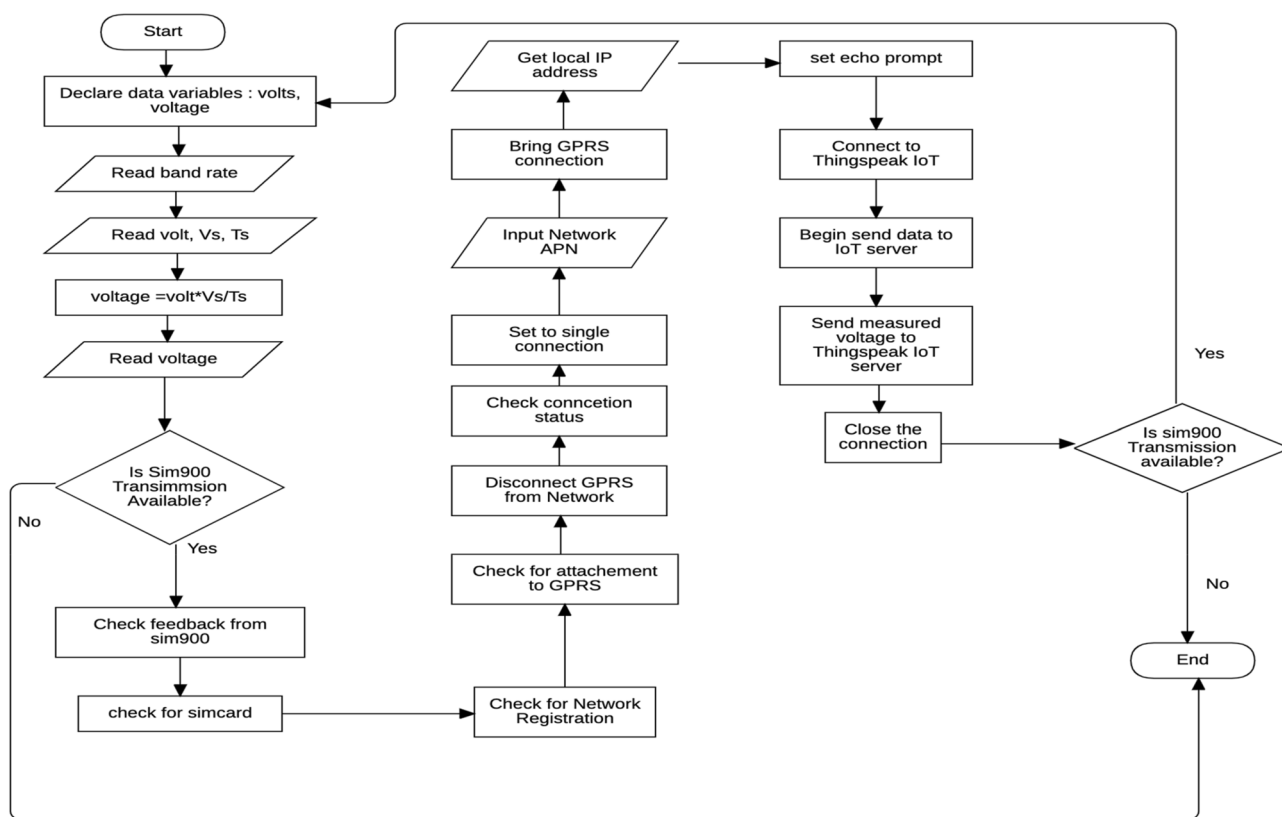 Start
Declare data variables : volts,
voltage
Read band rate
Read volt, Vs, Ts
voltage =volt*Vs/Ts
Read voltage
Is Sim900
Transimmsion
Available?
No
Yes
Check feedback from
sim900
check for simcard
Check for Network
Registration
Check for attachement
to GPRS
Disconnect GPRS
from Network
Check conncetion
status
Set to single
connection
Input Network
APN
Bring GPRS
connection
Get local IP
address
set echo prompt
Connect to
Thingspeak IoT
Begin send data to
IoT server
Send measured
voltage to
Thingspeak IoT
server
Close the
connection
Is sim900
Transmission
available?
Yes
No
End